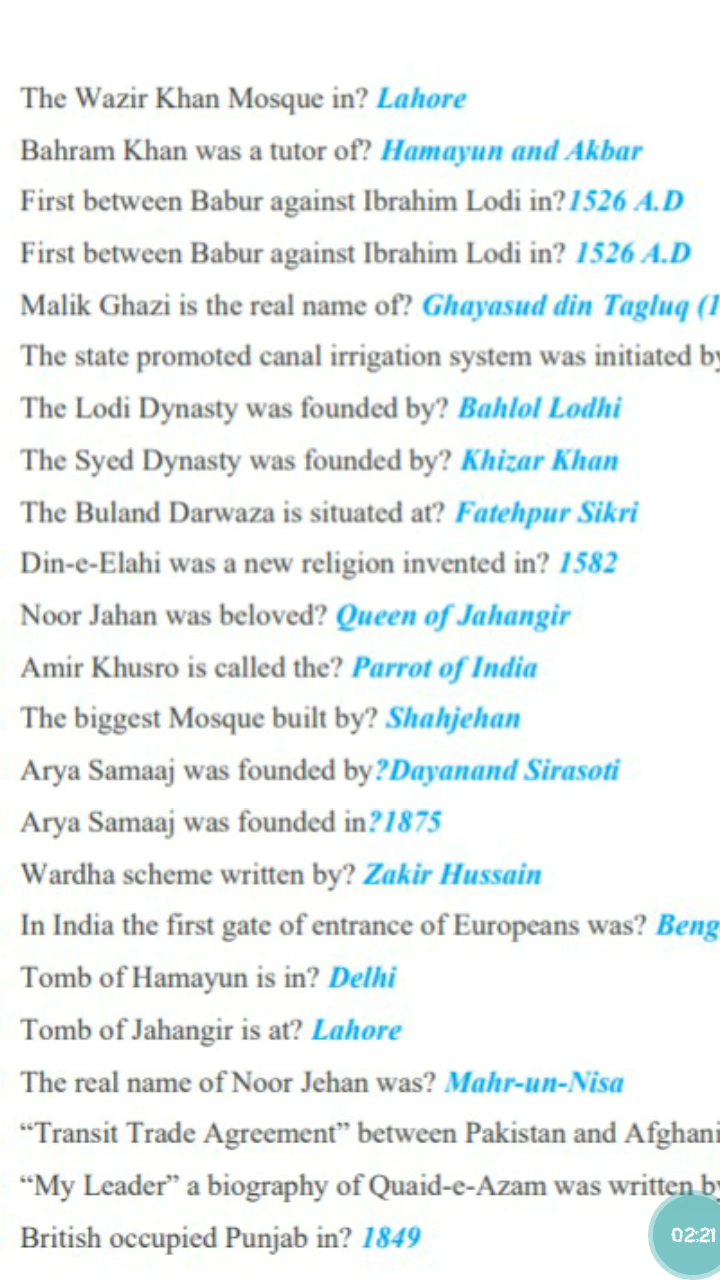 The Wazir Khan Mosque in? Lahore
Bahram Khan was a tutor of? Hamayun and Akbar
First between Babur against Ibrahim Lodi in?1526 A.D
First between Babur against Ibrahim Lodi in? 1526 A.D
Malik Ghazi is the real name of? Ghayasud din Tagluq (1
The state promoted canal irrigation system was initiated by
The Lodi Dynasty was founded by? Bahlol Lodhi
The Syed Dynasty was founded by? Khizar Khan
The Buland Darwaza is situated at? Fatehpur Sikri
Din-e-Elahi was a new religion invented in? 1582
Noor Jahan was beloved? Queen of Jahangir
Amir Khusro is called the? Parrot of India
The biggest Mosque built by? Shahjehan
Arya Samaaj was founded by?Dayanand Sirasoti
Arya Samaaj was founded in?1875
Wardha scheme written by? Zakir Hussain
In India the first gate of entrance of Europeans was? Beng
Tomb of Hamayun is in? Delhi
Tomb of Jahangir is at? Lahore
The real name of Noor Jehan was? Mahr-un-Nisa
“Transit Trade Agreement” between Pakistan and Afghani
“My Leader” a biography of Quaid-e-Azam was written by
British occupied Punjab in? 1849
02:21